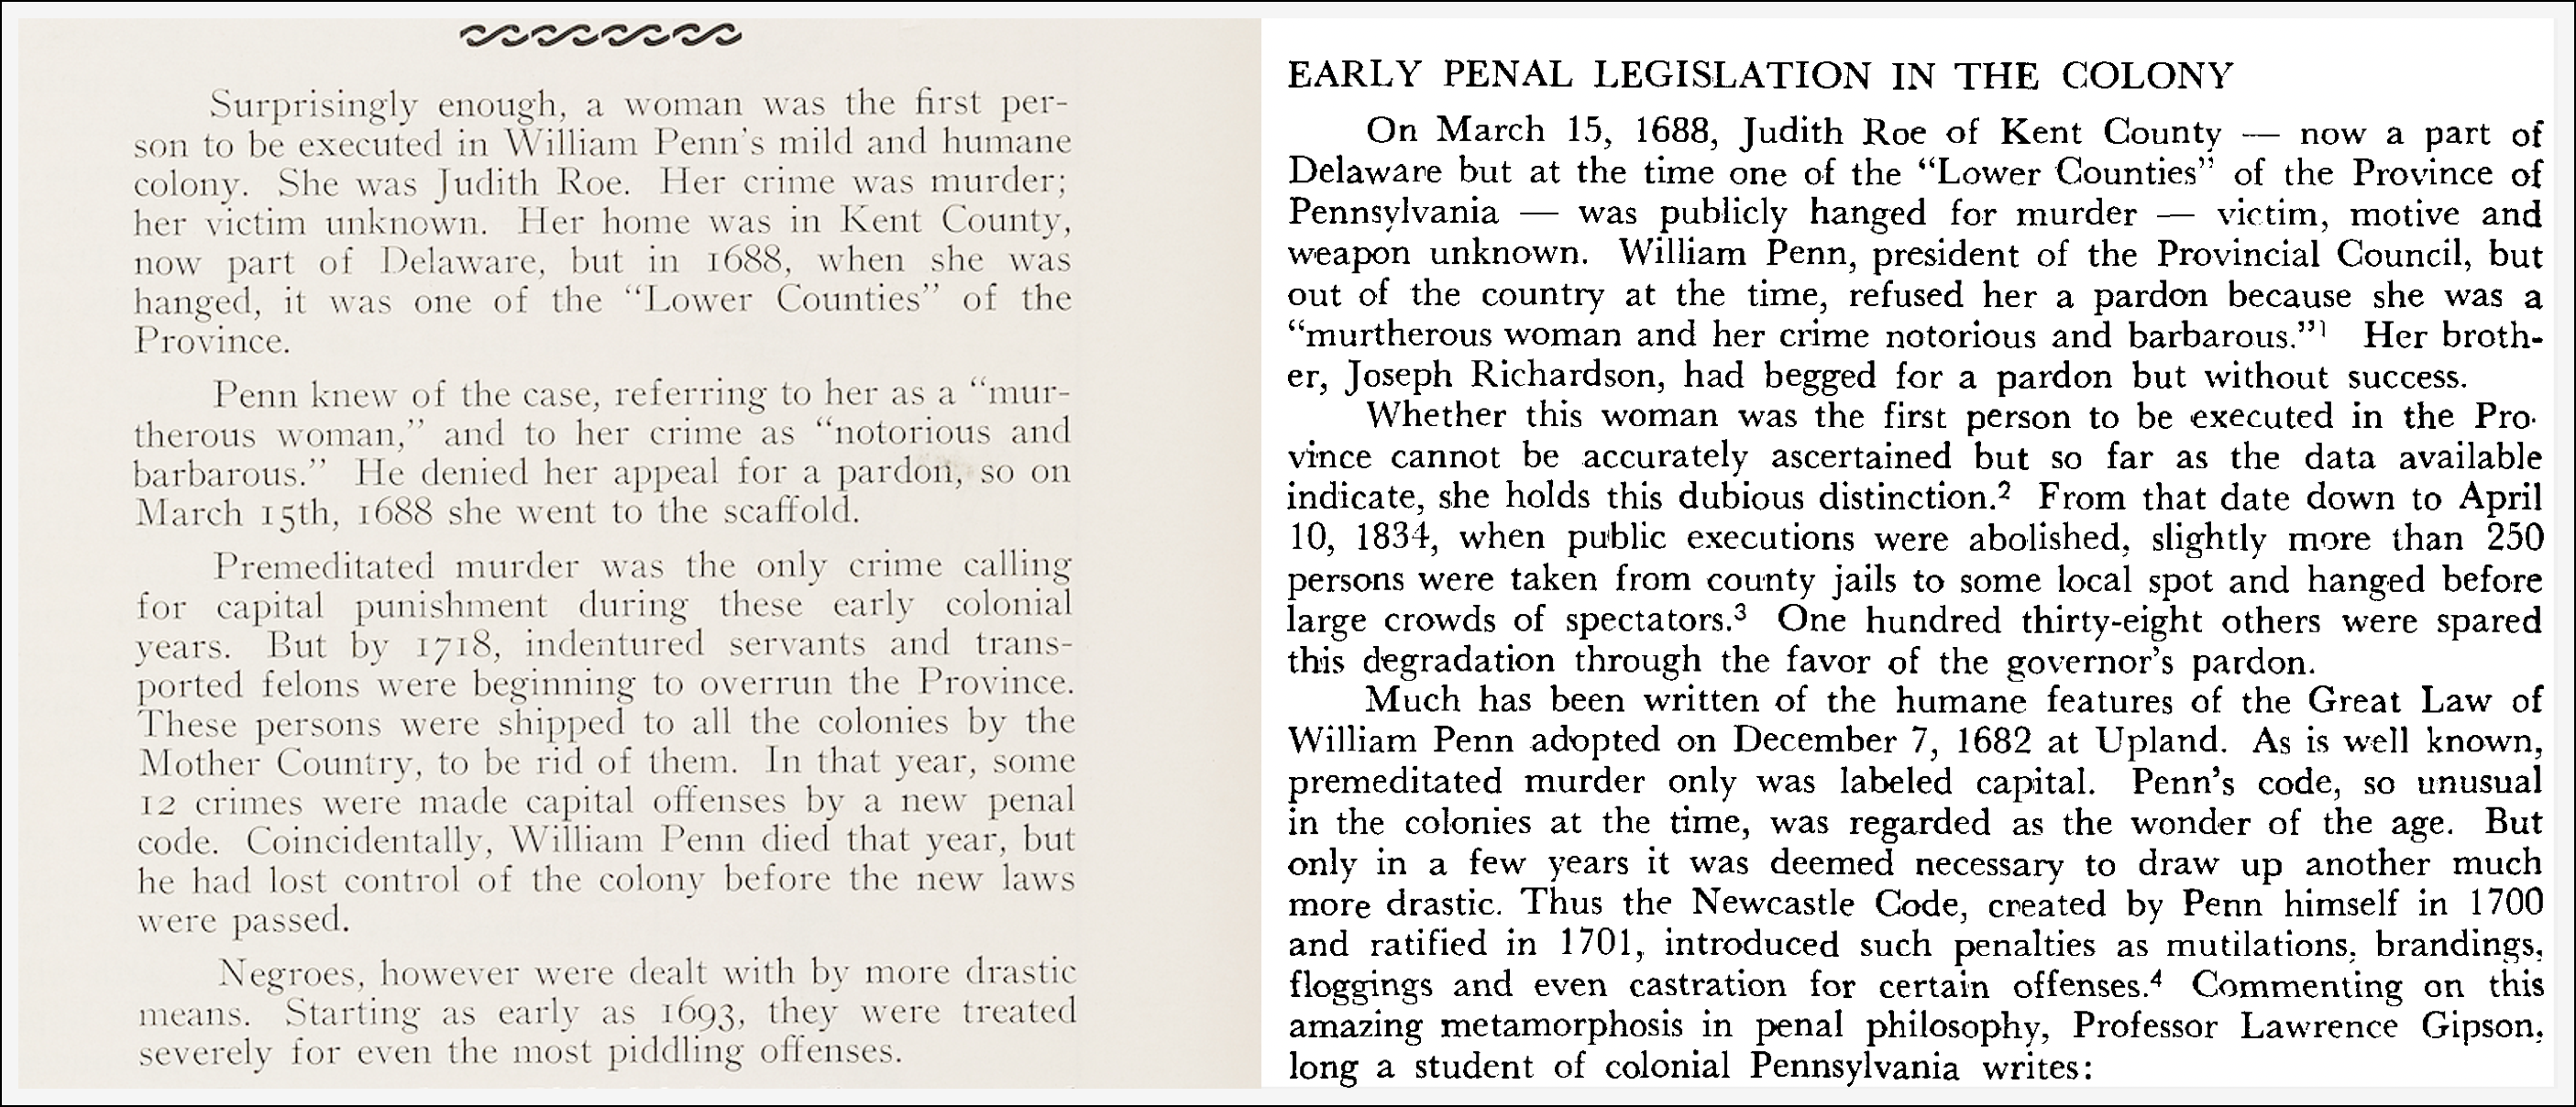 Surprisingly enough, a woman was the first per-
son to be executed in William Penn's mild and humane
colony. She was Judith Roe. Her crime was murder;
her victim unknown. Her home was in Kent County,
now part of Delaware, but in 1688, when she was
hanged, it was one of the “Lower Counties” of the
Province.
Penn knew of the case, referring to her as a “mur-
therous woman,” and to her crime as “notorious and
barbarous.” He denied her appeal for a pardon, so on
March 15th, 1688 she went to the scaffold.
Premeditated murder was the only crime calling
for capital punishment during these early colonial
years. But by 1718, indentured servants and trans-
ported felons were beginning to overrun the Province.
These persons were shipped to all the colonies by the
Mother Country, to be rid of them. In that year, some
12 crimes were made capital offenses by a new penal
code. Coincidentally, William Penn died that year, but
he had lost control of the colony before the new laws
were passed.
Negroes, however were dealt with by more drastic
means. Starting as early as 1693, they were treated
severely for even the most piddling offenses.
EARLY PENAL LEGISLATION IN THE COLONY
On March 15, 1688, Judith Roe of Kent County — now a part of
Delaware but at the time one of the “Lower Counties” of the Province of
Pennsylvania — was publicly hanged for murder — victim, motive and
weapon unknown. William Penn, president of the Provincial Council, but
out of the country at the time, refused her a pardon because she was a
“murtherous woman and her crime notorious and barbarous.”¹ Her broth-
er, Joseph Richardson, had begged for a pardon but without success.
Whether this woman was the first person to be executed in the Pro-
vince cannot be accurately ascertained but so far as the data available
indicate, she holds this dubious distinction.² From that date down to April
10, 1834, when public executions were abolished, slightly more than 250
persons were taken from county jails to some local spot and hanged before
large crowds of spectators.³ One hundred thirty-eight others were spared
this degradation through the favor of the governor's pardon.
Much has been written of the humane features of the Great Law of
William Penn adopted on December 7, 1682 at Upland. As is well known,
premeditated murder only was labeled capital. Penn's code, so unusual
in the colonies at the time, was regarded as the wonder of the age. But
only in a few years it was deemed necessary to draw up another much
more drastic. Thus the Newcastle Code, created by Penn himself in 1700
and ratified in 1701, introduced such penalties as mutilations, brandings,
floggings and even castration for certain offenses.⁴ Commenting on this
amazing metamorphosis in penal philosophy, Professor Lawrence Gipson,
long a student of colonial Pennsylvania writes: